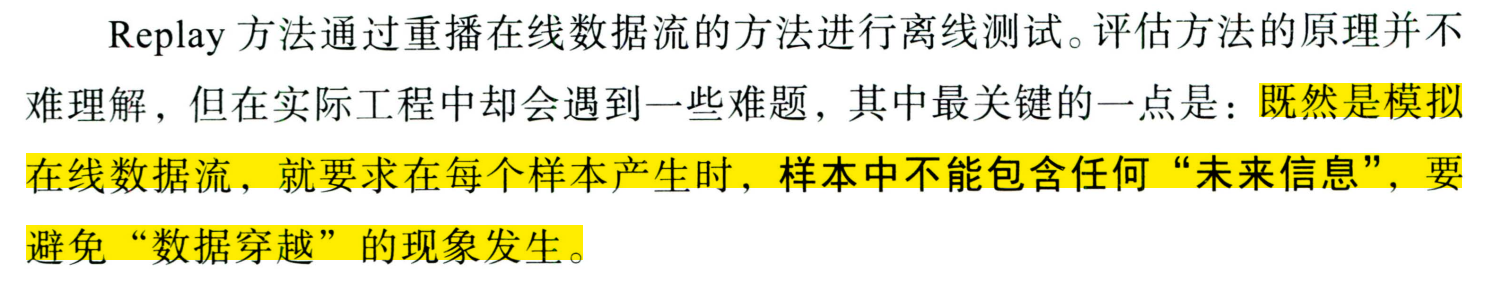 Replay 方法通过重播在线数据流的方法进行离线测试。评估方法的原理并不
难理解，但在实际工程中却会遇到一些难题，其中最关键的一点是：既然是模拟
在线数据流，就要求在每个样本产生时，样本中不能包含任何“未来信息”，要
避免“数据穿越”的现象发生。